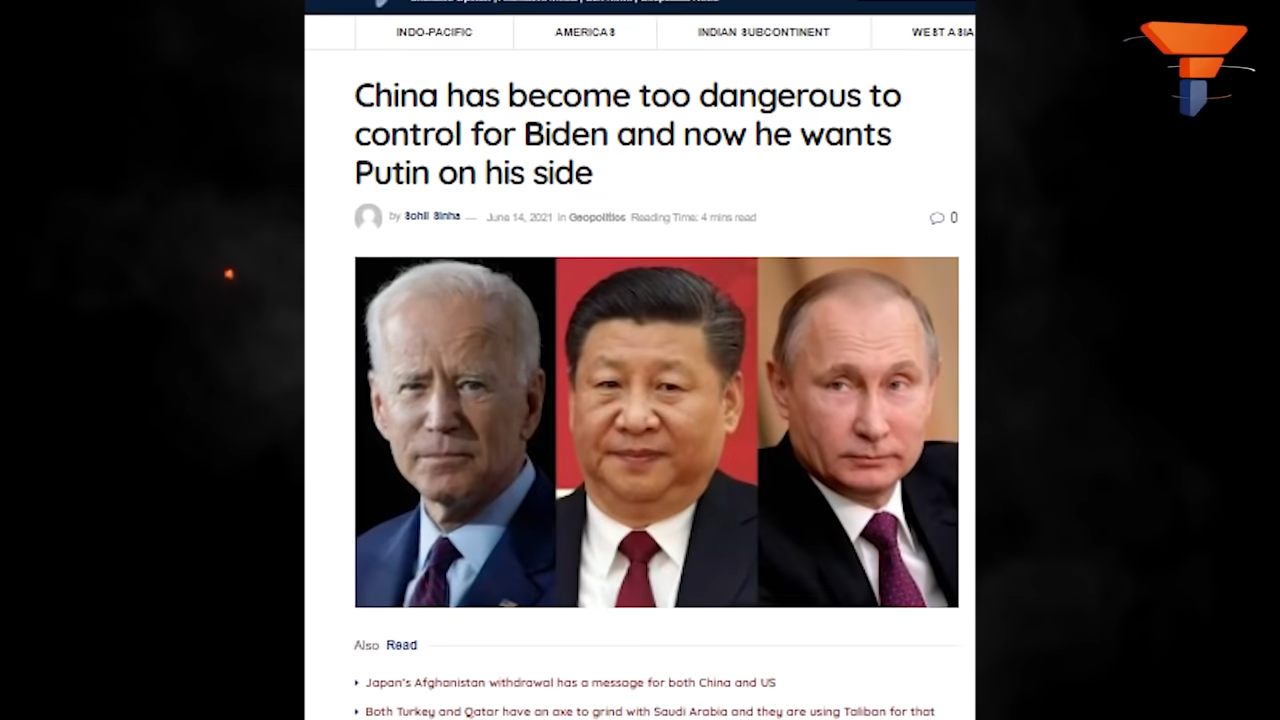 INDO-PACIFIC AMERICAS INDIAN SUBCONTINENT WEST ASIA
China has become too dangerous to
control for Biden and now he wants
Putin on his side
by Sohil Sinha — June 14, 2021 in Geopolitics Reading Time: 4 mins read 0
Also Read
Japan's Afghanistan withdrawal has a message for both China and US
Both Turkey and Qatar have an axe to grind with Saudi Arabia and they are using Taliban for that